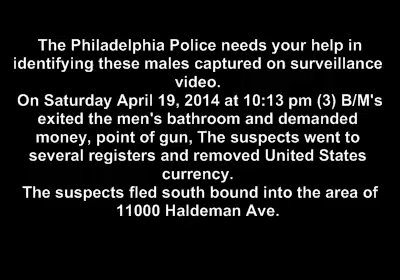 The Philadelphia Police needs your help in
identifying these males captured on surveillance
video.
On Saturday April 19, 2014 at 10:13 pm (3) B/M's
exited the men's bathroom and demanded
money, point of gun, The suspects went to
several registers and removed United States
currency.
The suspects fled south bound into the area of
11000 Haldeman Ave.